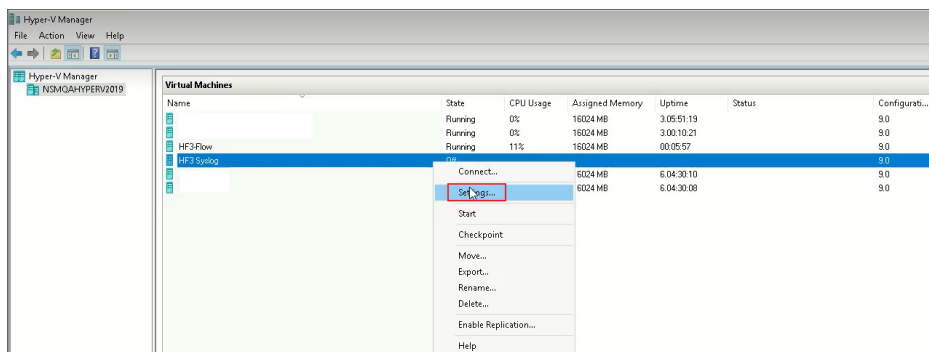 Hyper-V Manager
File Action View Help
Hyper-V Manager
NSMQAHYPERV2019
Virtual Machines
Name State CPU Usage Assigned Memory Uptime Status Configurati...
Running 0% 16024 MB 3.05:51:19 9.0
Running 0% 16024 MB 3.00:10:21 9.0
HF3-Flow Running 11% 16024 MB 00:05:57 9.0
HF3 Syslog Off 9.0
Connect...
6024 MB 6.04:30:10 9.0
Settings... 6024 MB 6.04:30:08 9.0
Start
Checkpoint
Move...
Export...
Rename...
Delete...
Enable Replication...
Help